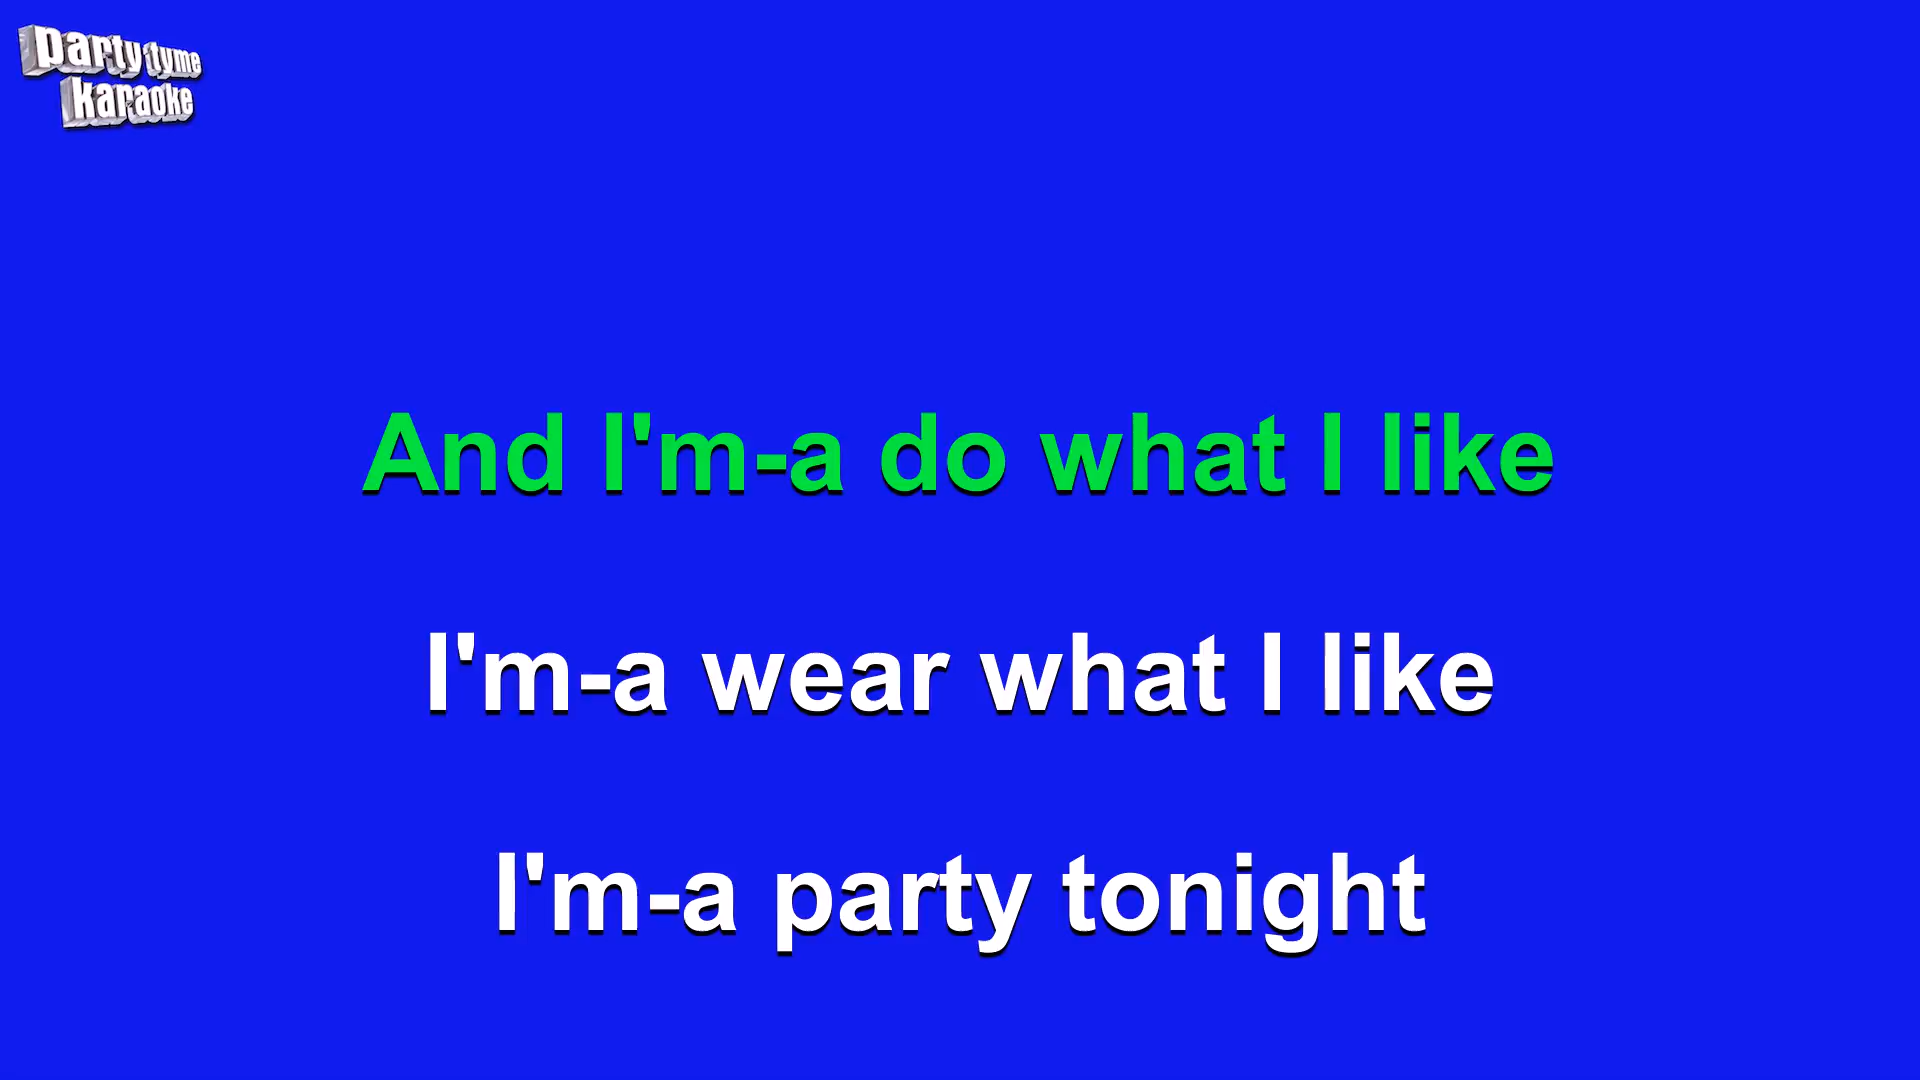 party tyme
karaoke
And I'm-a do what I like
I'm-a wear what I like
I'm-a party tonight